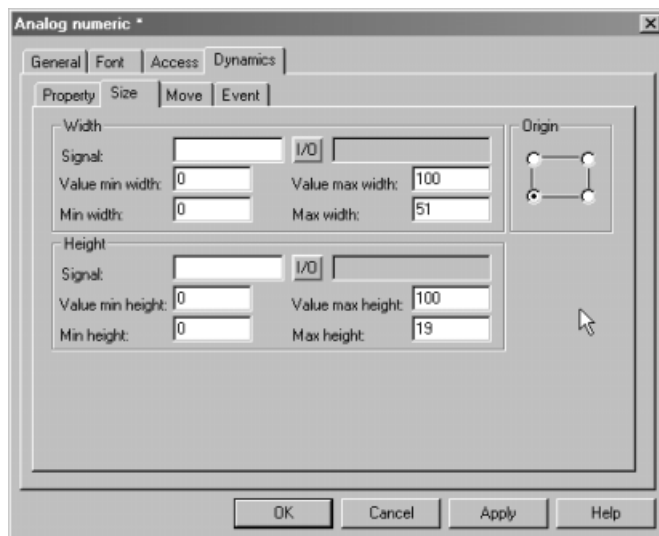 Analog numeric *
General Font Access Dynamics
Property Size Move Event
Width Origin
Signal: I/O
Value min width: 0 Value max width: 100
Min width: 0 Max width: 51
Height
Signal: I/O
Value min height: 0 Value max height: 100
Min height: 0 Max height: 19
OK Cancel Apply Help